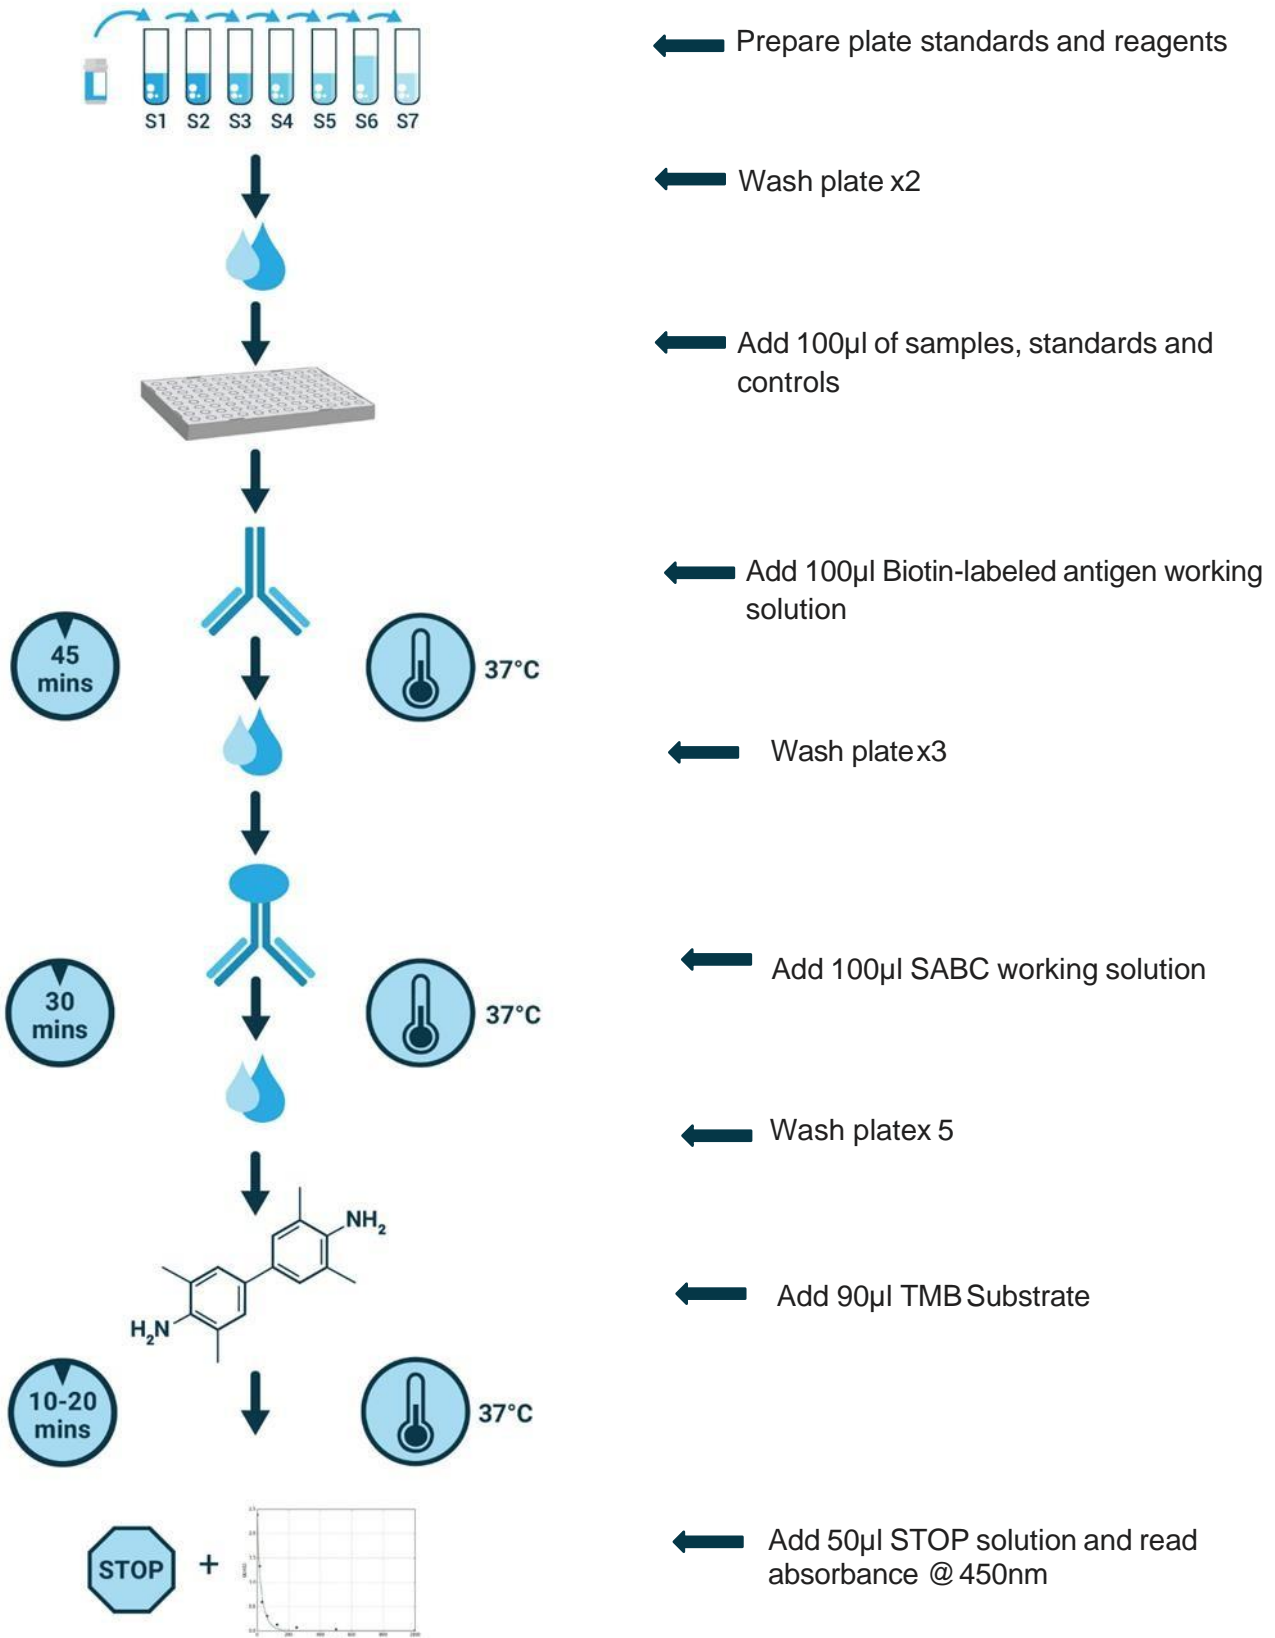 Prepare plate standards and reagents
S1 S2 S3 S4 S5 S6 S7
Wash plate x2
Add 100µl of samples, standards and
controls
Add 100µl Biotin-labeled antigen working
solution
45
mins
37°C
Wash plate x3
Add 100µl SABC working solution
30
mins
37°C
Wash platex 5
NH2
H2N
Add 90µl TMB Substrate
10-20
mins
37°C
STOP
+
Add 50µl STOP solution and read
absorbance @ 450nm